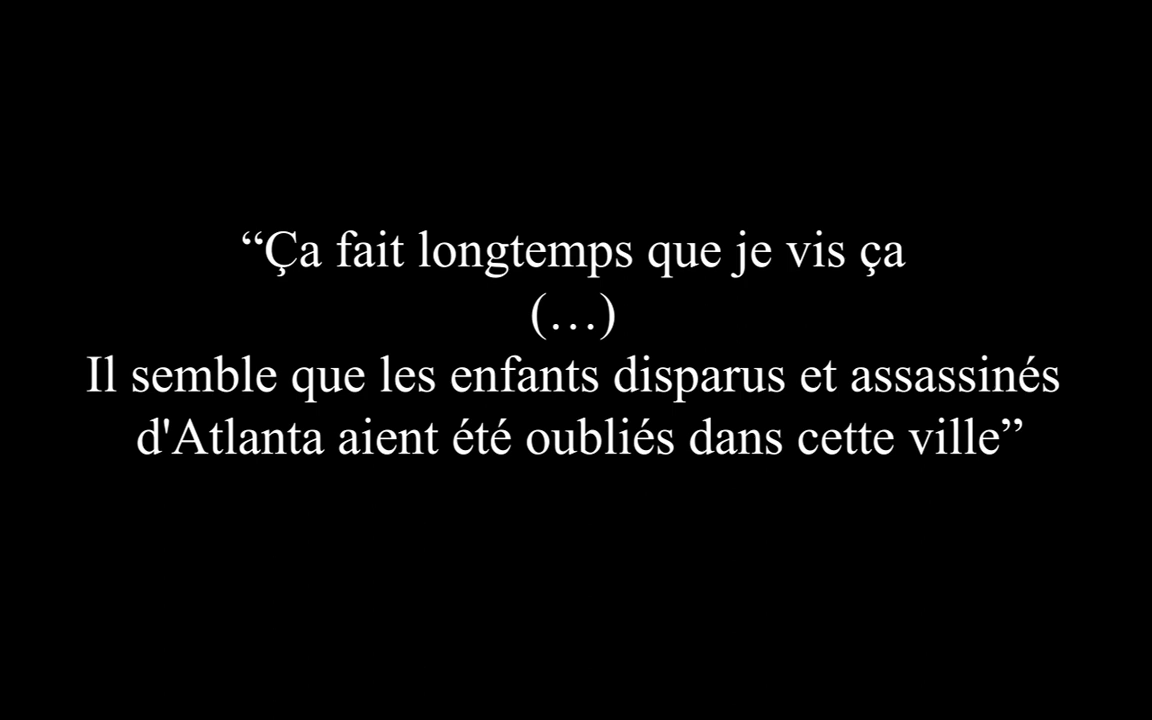 “Ça fait longtemps que je vis ça
(…)
Il semble que les enfants disparus et assassinés
d'Atlanta aient été oubliés dans cette ville”